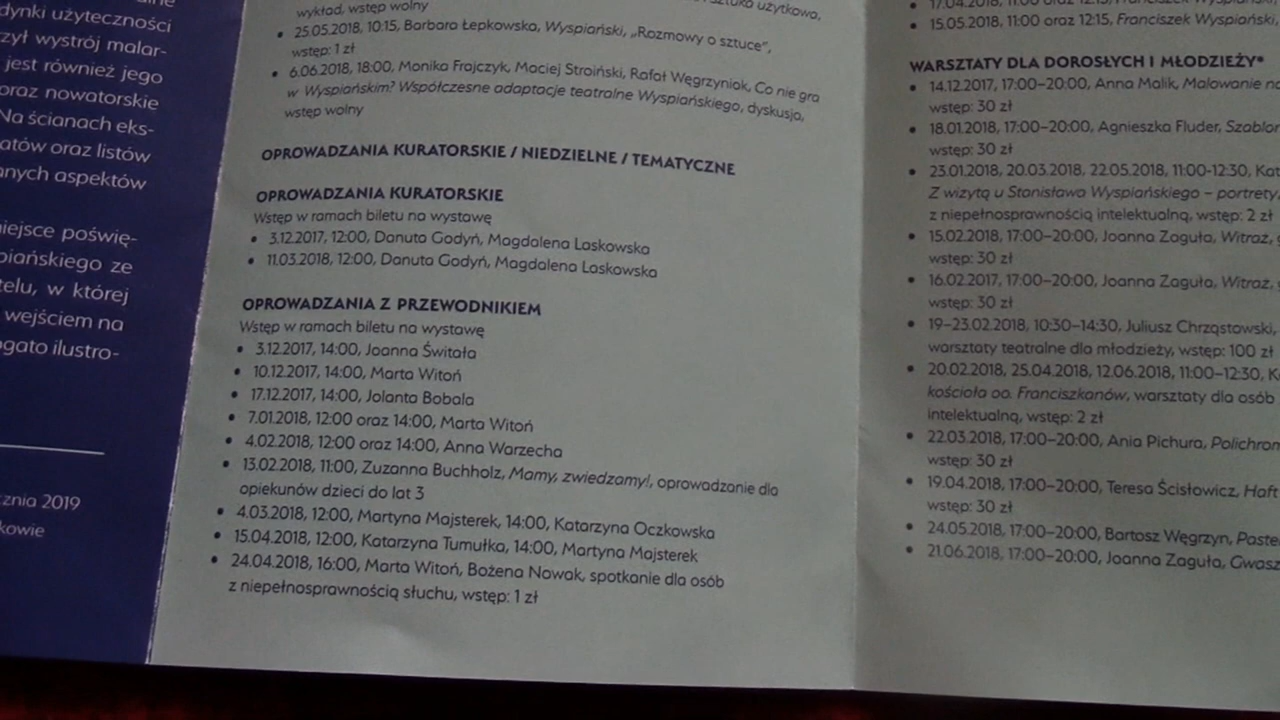 dynki użyteczności
zył wystrój malar-
jest również jego
oraz nowatorskie
Na ścianach eks-
atów oraz listów
nnych aspektów
iejsce poświę-
piańskiego ze
telu, w której
wejściem na
gato ilustro-
znia 2019
kowie
sztuka użytkowa,
wykład, wstęp wolny
• 25.05.2018, 10:15, Barbara Łepkowska, Wyspiański, „Rozmowy o sztuce”,
wstęp: 1 zł
• 6.06.2018, 18:00, Monika Frajczyk, Maciej Stroiński, Rafał Węgrzyniak, Co nie gra
w Wyspiańskim? Współczesne adaptacje teatralne Wyspiańskiego, dyskusja,
wstęp wolny
OPROWADZANIA KURATORSKIE / NIEDZIELNE / TEMATYCZNE
OPROWADZANIA KURATORSKIE
Wstęp w ramach biletu na wystawę
• 3.12.2017, 12:00, Danuta Godyń, Magdalena Laskowska
• 11.03.2018, 12:00, Danuta Godyń, Magdalena Laskowska
OPROWADZANIA Z PRZEWODNIKIEM
Wstęp w ramach biletu na wystawę
• 3.12.2017, 14:00, Joanna Świtała
• 10.12.2017, 14:00, Marta Witoń
• 17.12.2017, 14:00, Jolanta Bobala
• 7.01.2018, 12:00 oraz 14:00, Marta Witoń
• 4.02.2018, 12:00 oraz 14:00, Anna Warzecha
• 13.02.2018, 11:00, Zuzanna Buchholz, Mamy, zwiedzamy!, oprowadzanie dla
opiekunów dzieci do lat 3
• 4.03.2018, 12:00, Martyna Majsterek, 14:00, Katarzyna Oczkowska
• 15.04.2018, 12:00, Katarzyna Tumułka, 14:00, Martyna Majsterek
• 24.04.2018, 16:00, Marta Witoń, Bożena Nowak, spotkanie dla osób
z niepełnosprawnością słuchu, wstęp: 1 zł
• 15.05.2018, 11:00 oraz 12:15, Franciszek Wyspiański,
WARSZTATY DLA DOROSŁYCH I MŁODZIEŻY*
• 14.12.2017, 17:00–20:00, Anna Malik, Malowanie na
wstęp: 30 zł
• 18.01.2018, 17:00–20:00, Agnieszka Fluder, Szablon
wstęp: 30 zł
• 23.01.2018, 20.03.2018, 22.05.2018, 11:00-12:30, Kat
Z wizytą u Stanisława Wyspiańskiego – portrety,
z niepełnosprawnością intelektualną, wstęp: 2 zł
• 15.02.2018, 17:00–20:00, Joanna Zaguła, Witraż,
wstęp: 30 zł
• 16.02.2017, 17:00–20:00, Joanna Zaguła, Witraż,
wstęp: 30 zł
• 19–23.02.2018, 10:30–14:30, Juliusz Chrząstowski,
warsztaty teatralne dla młodzieży, wstęp: 100 zł
• 20.02.2018, 25.04.2018, 12.06.2018, 11:00–12:30, K
kościoła oo. Franciszkanów, warsztaty dla osób
intelektualną, wstęp: 2 zł
• 22.03.2018, 17:00–20:00, Ania Pichura, Polichrom
wstęp: 30 zł
• 19.04.2018, 17:00–20:00, Teresa Ścisłowicz, Haft
wstęp: 30 zł
• 24.05.2018, 17:00–20:00, Bartosz Węgrzyn, Paste
• 21.06.2018, 17:00–20:00, Joanna Zaguła, Gwasz